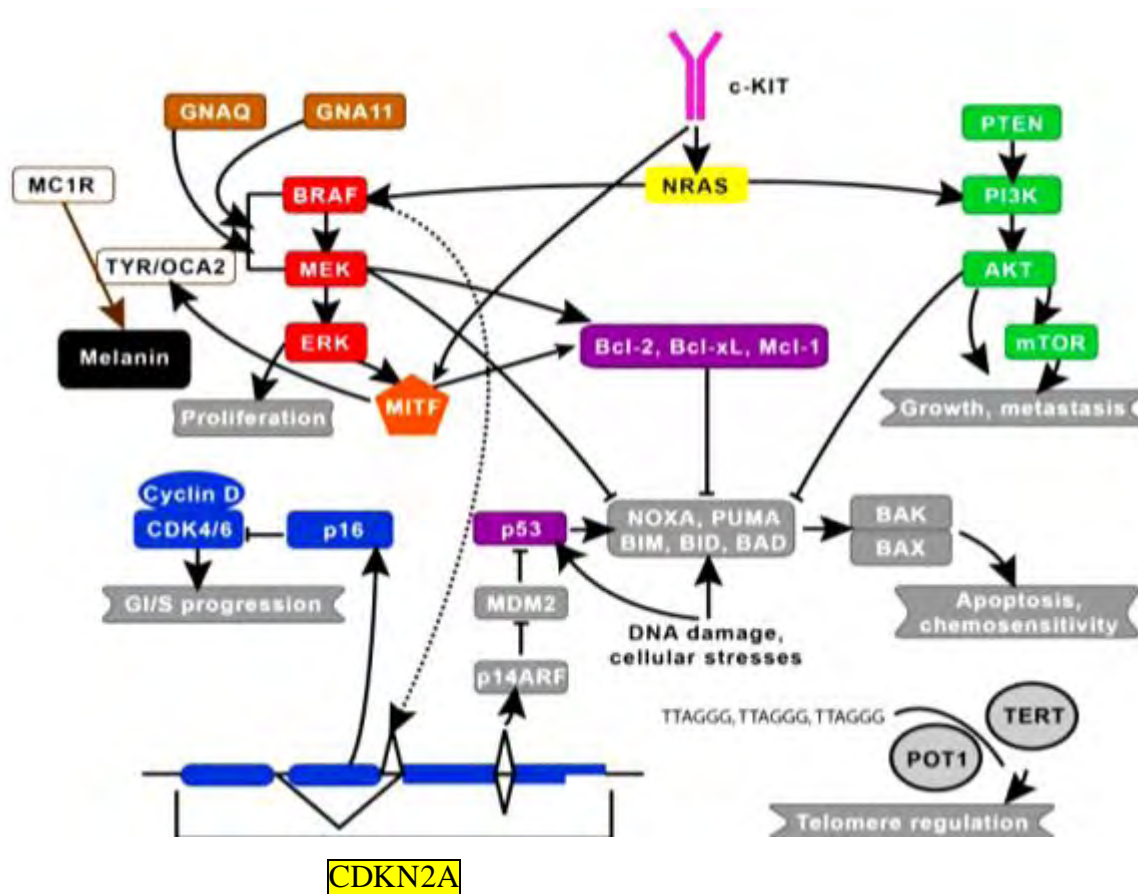 c-KIT
GNAQ
GNA11
PTEN
MC1R
BRAF
NRAS
PI3K
TYR/OCA2
MEK
AKT
Melanin
ERK
Bcl-2, Bcl-xL, Mcl-1
mTOR
MITF
Proliferation
Growth, metastasis
Cyclin D
CDK4/6
p16
p53
NOXA, PUMA
BIM, BID, BAD
BAK
BAX
GI/S progression
MDM2
Apoptosis,
chemosensitivity
DNA damage,
cellular stresses
p14ARF
TTAGGG, TTAGGG, TTAGGG
TERT
POT1
Telomere regulation
CDKN2A